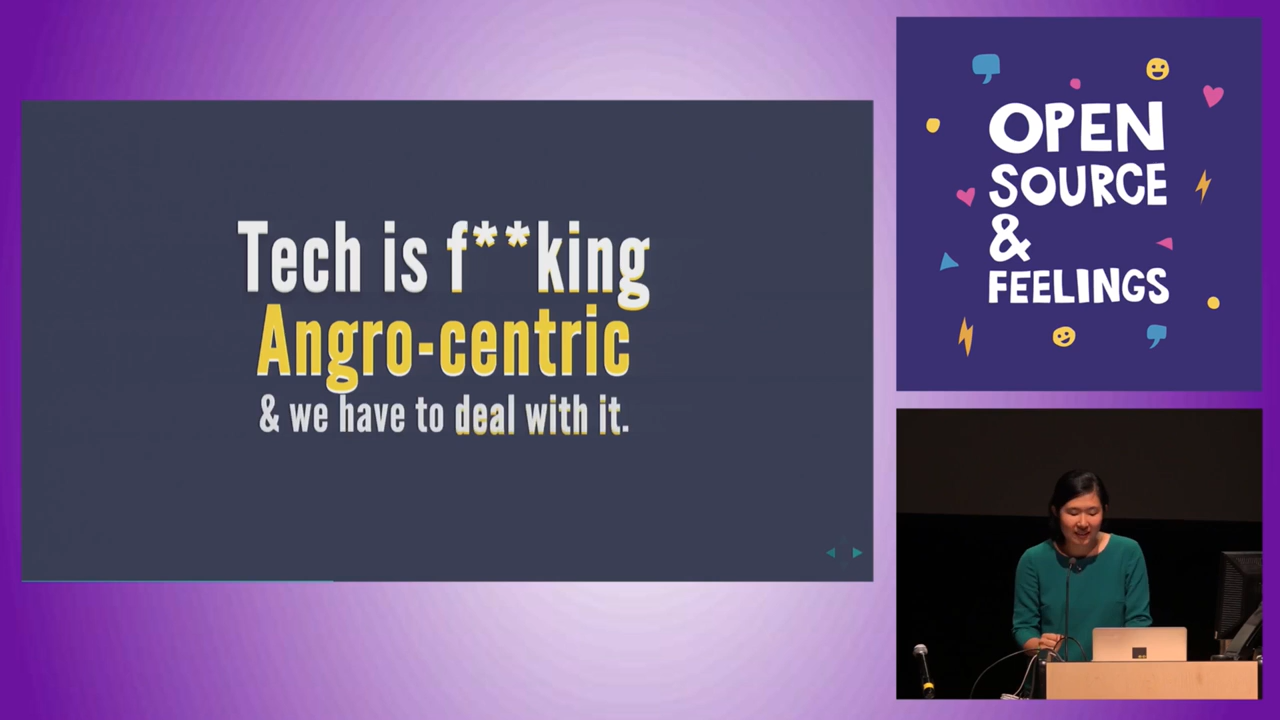 Tech is f**king
Angro-centric
& we have to deal with it.
OPEN
SOURCE
&
FEELINGS